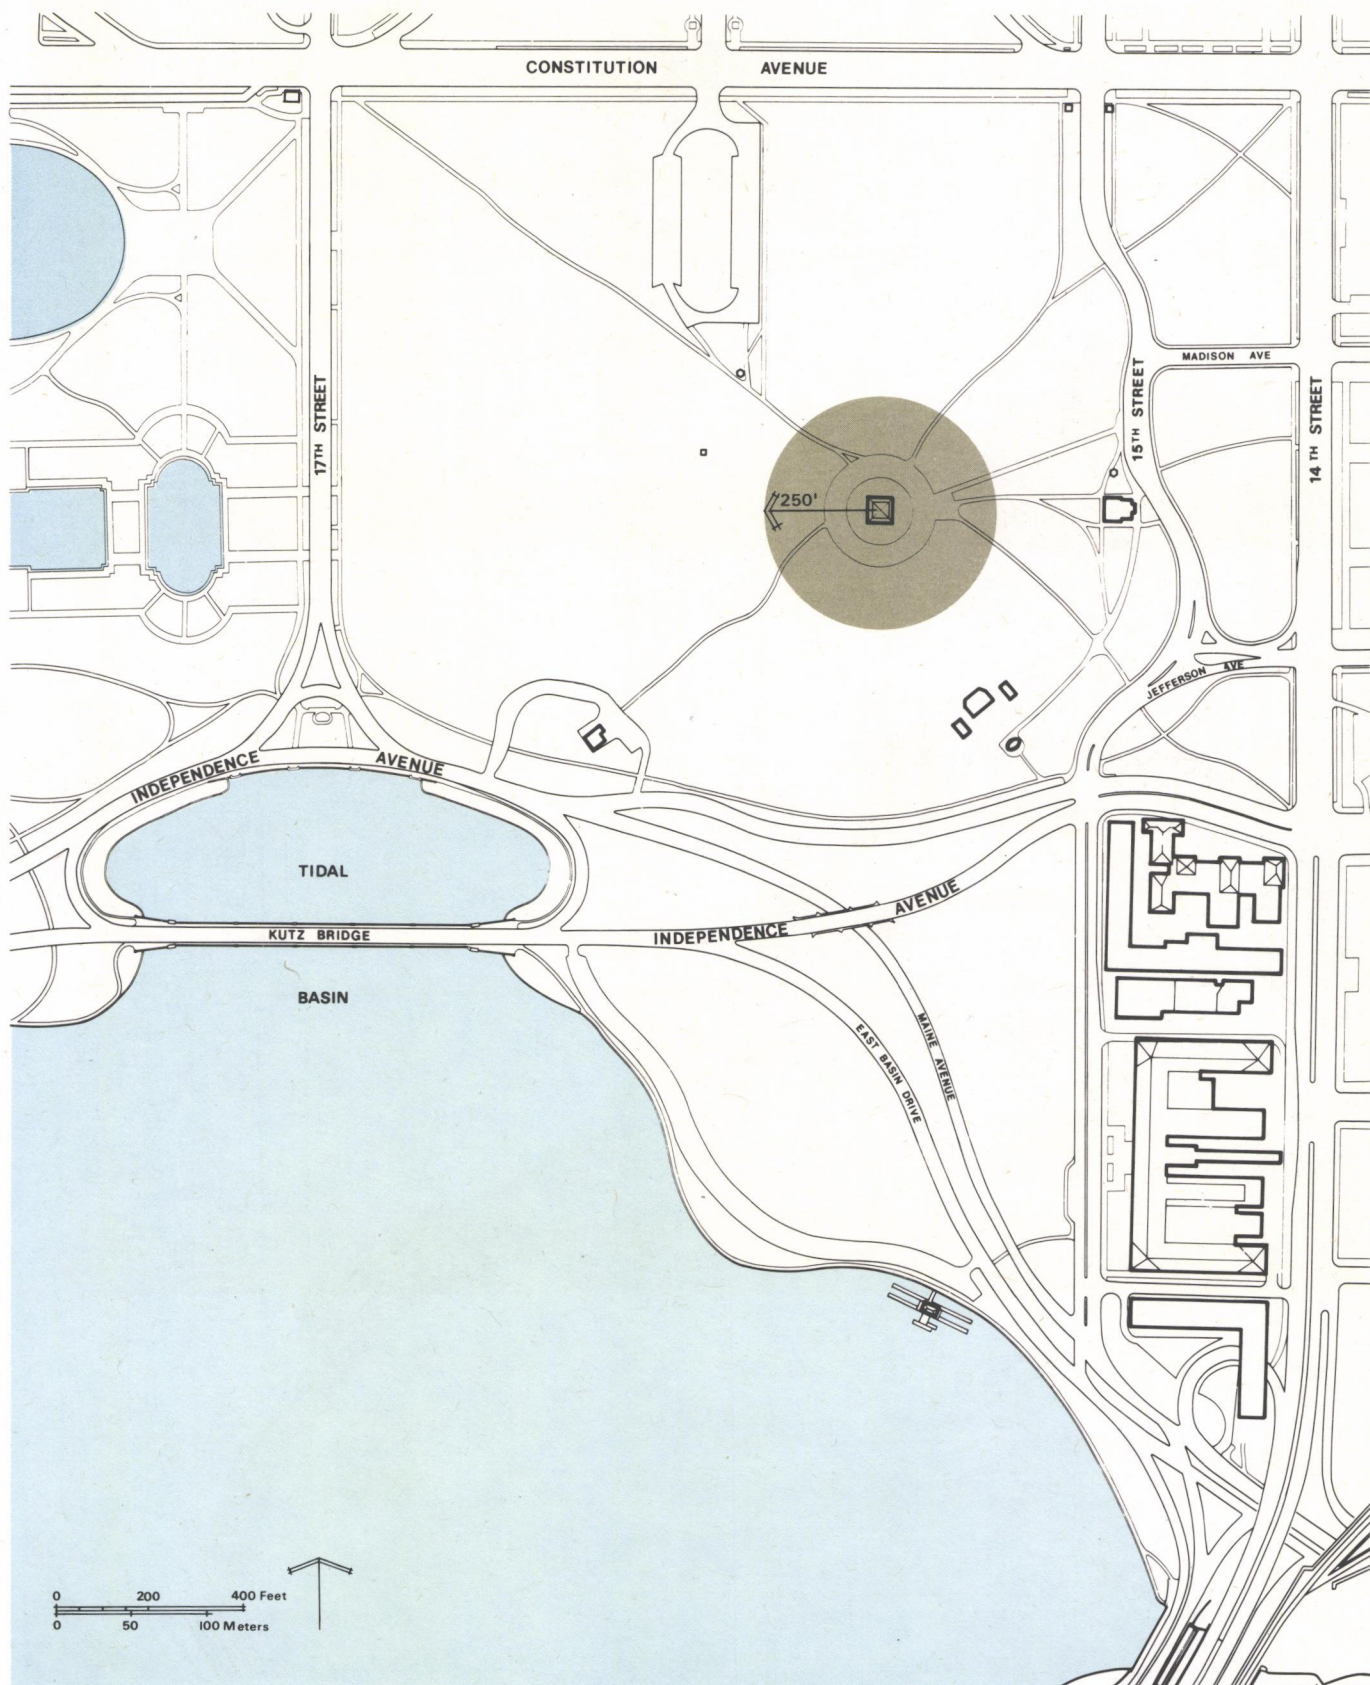 CONSTITUTION AVENUE
MADISON AVE
17TH STREET
15TH STREET
14TH STREET
250'
JEFFERSON AVE
INDEPENDENCE AVENUE
TIDAL
KUTZ BRIDGE
INDEPENDENCE AVENUE
BASIN
MAINE AVENUE
EAST BASIN DRIVE
0 200 400 Feet
0 50 100 Meters